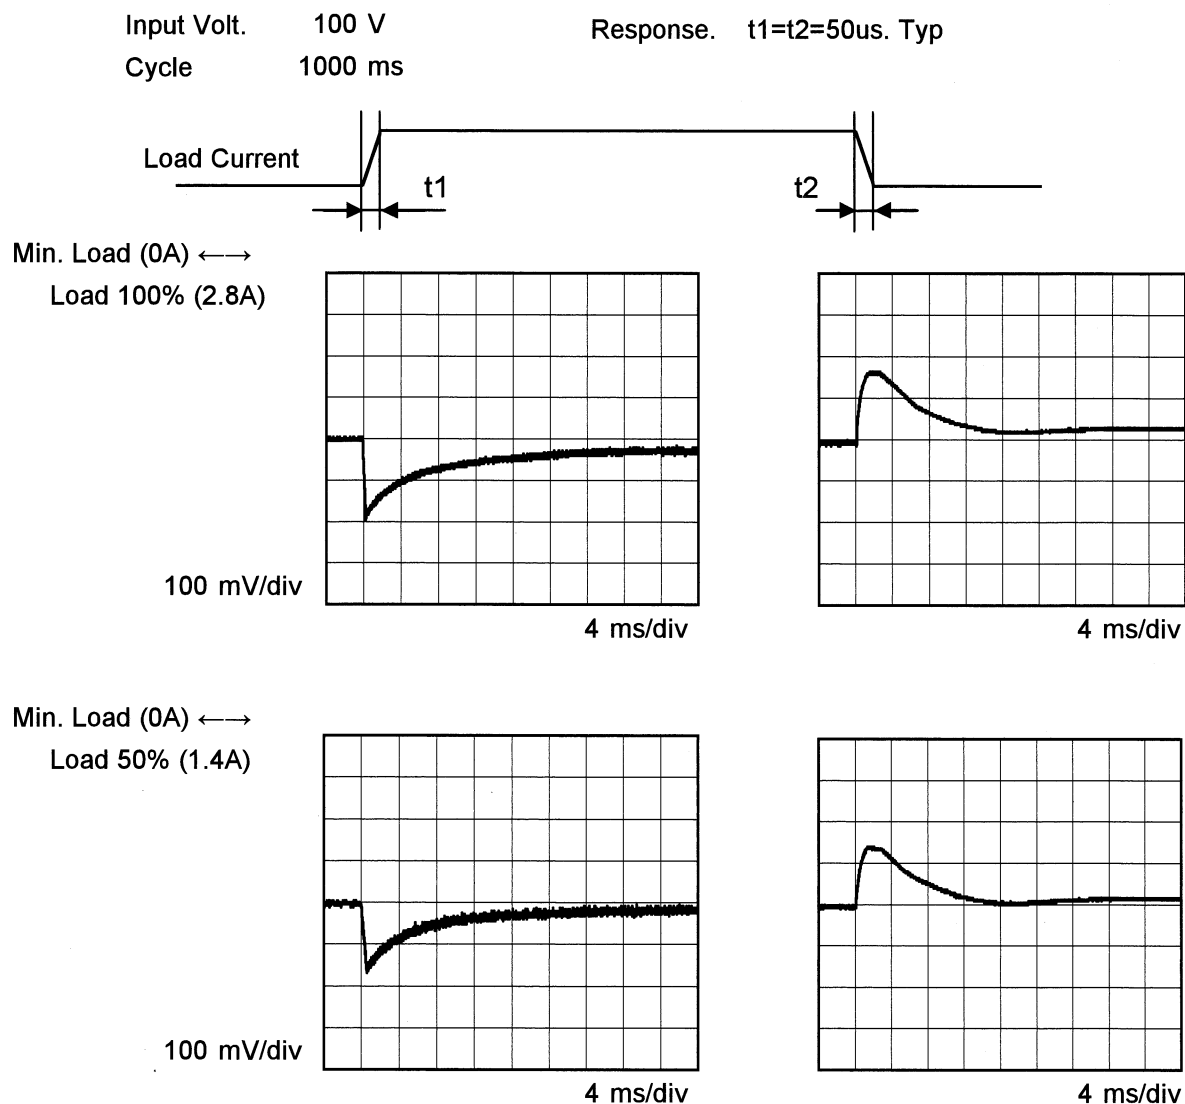 Input Volt. 100 V
Response. t1=t2=50us. Typ
Cycle 1000 ms
Load Current
t1
t2
Min. Load (0A) ←→
Load 100% (2.8A)
100 mV/div
4 ms/div
4 ms/div
Min. Load (0A) ←→
Load 50% (1.4A)
100 mV/div
4 ms/div
4 ms/div